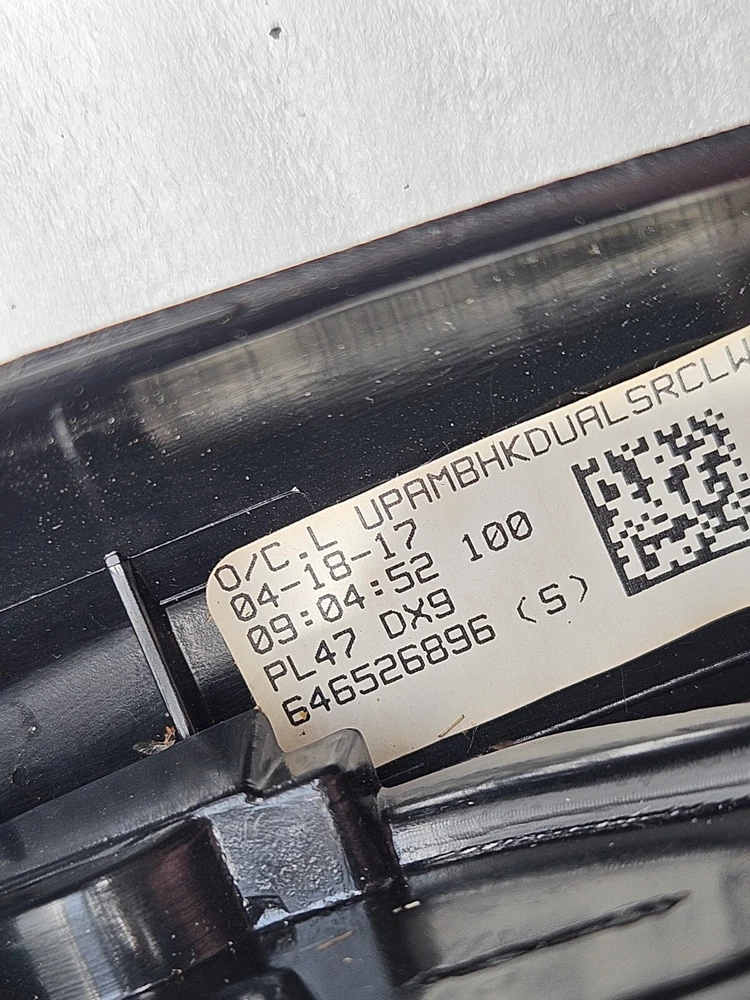 O/C.L UPAMBHKDUALSRCLW
04-18-17
09:04:52 100
PL47 DX9
646526896 (S)